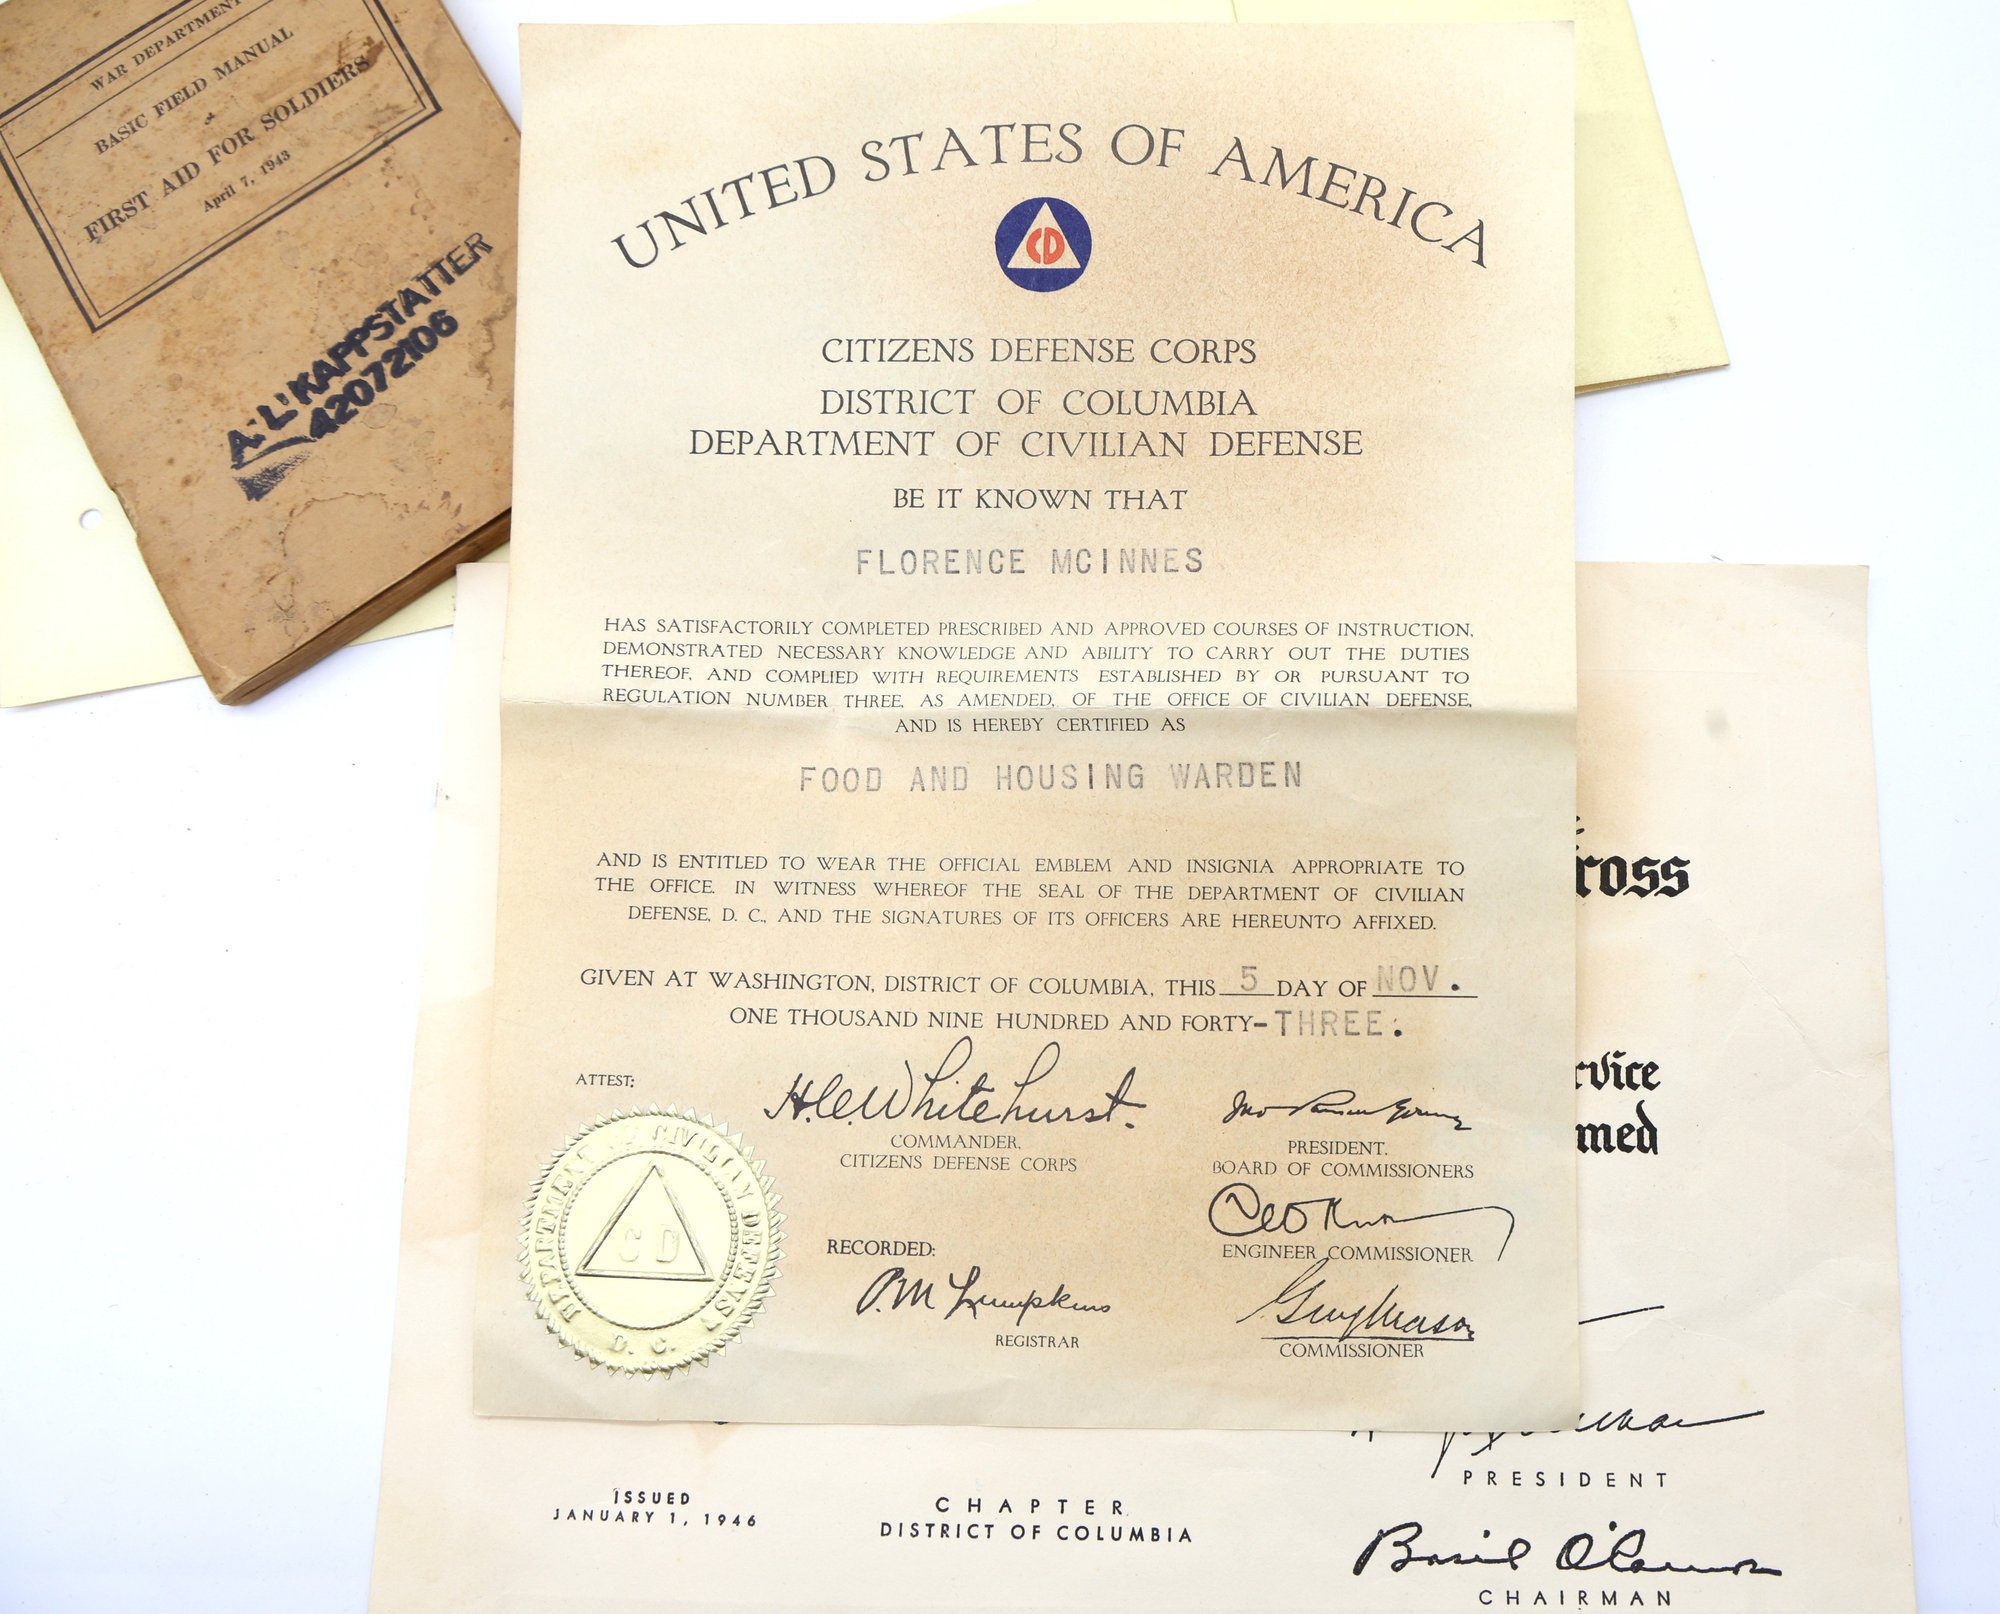 WAR DEPARTMENT
BASIC FIELD MANUAL
FIRST AID FOR SOLDIERS
April 7, 1943
A. L. KAPPSTATTER
42072106
UNITED STATES OF AMERICA
CD
CITIZENS DEFENSE CORPS
DISTRICT OF COLUMBIA
DEPARTMENT OF CIVILIAN DEFENSE
BE IT KNOWN THAT
FLORENCE MCINNES
HAS SATISFACTORILY COMPLETED PRESCRIBED AND APPROVED COURSES OF INSTRUCTION,
DEMONSTRATED NECESSARY KNOWLEDGE AND ABILITY TO CARRY OUT THE DUTIES
THEREOF, AND COMPLIED WITH REQUIREMENTS ESTABLISHED BY OR PURSUANT TO
REGULATION NUMBER THREE, AS AMENDED, OF THE OFFICE OF CIVILIAN DEFENSE,
AND IS HEREBY CERTIFIED AS
FOOD AND HOUSING WARDEN
AND IS ENTITLED TO WEAR THE OFFICIAL EMBLEM AND INSIGNIA APPROPRIATE TO
THE OFFICE. IN WITNESS WHEREOF THE SEAL OF THE DEPARTMENT OF CIVILIAN
DEFENSE, D. C., AND THE SIGNATURES OF ITS OFFICERS ARE HEREUNTO AFFIXED.
GIVEN AT WASHINGTON, DISTRICT OF COLUMBIA, THIS 5 DAY OF NOV.
ONE THOUSAND NINE HUNDRED AND FORTY-THREE.
ATTEST:
H.C. Whitehurst.
COMMANDER,
CITIZENS DEFENSE CORPS
PRESIDENT,
BOARD OF COMMISSIONERS
ENGINEER COMMISSIONER
RECORDED:
P.M. Lumpkins
REGISTRAR
Guy Mason
COMMISSIONER
DEPARTMENT OF CIVILIAN DEFENSE
D. C.
CD
ross
rvice
med
PRESIDENT
ISSUED
JANUARY 1, 1946
CHAPTER
DISTRICT OF COLUMBIA
Basil O'Connor
CHAIRMAN